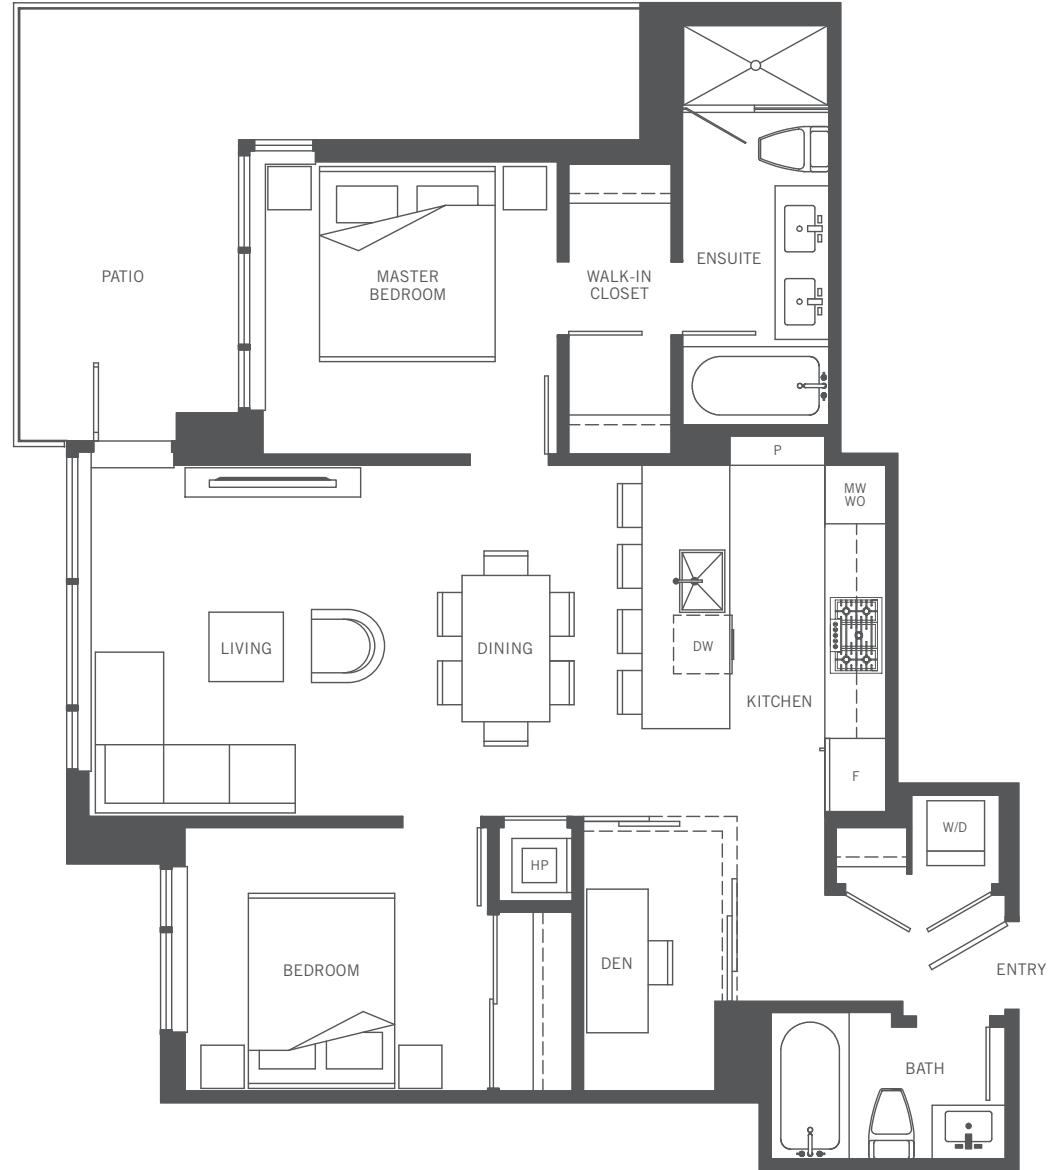 PATIO
MASTER
BEDROOM
WALK-IN
CLOSET
ENSUITE
P
MW
WO
LIVING
DINING
DW
KITCHEN
F
W/D
HP
BEDROOM
DEN
ENTRY
BATH